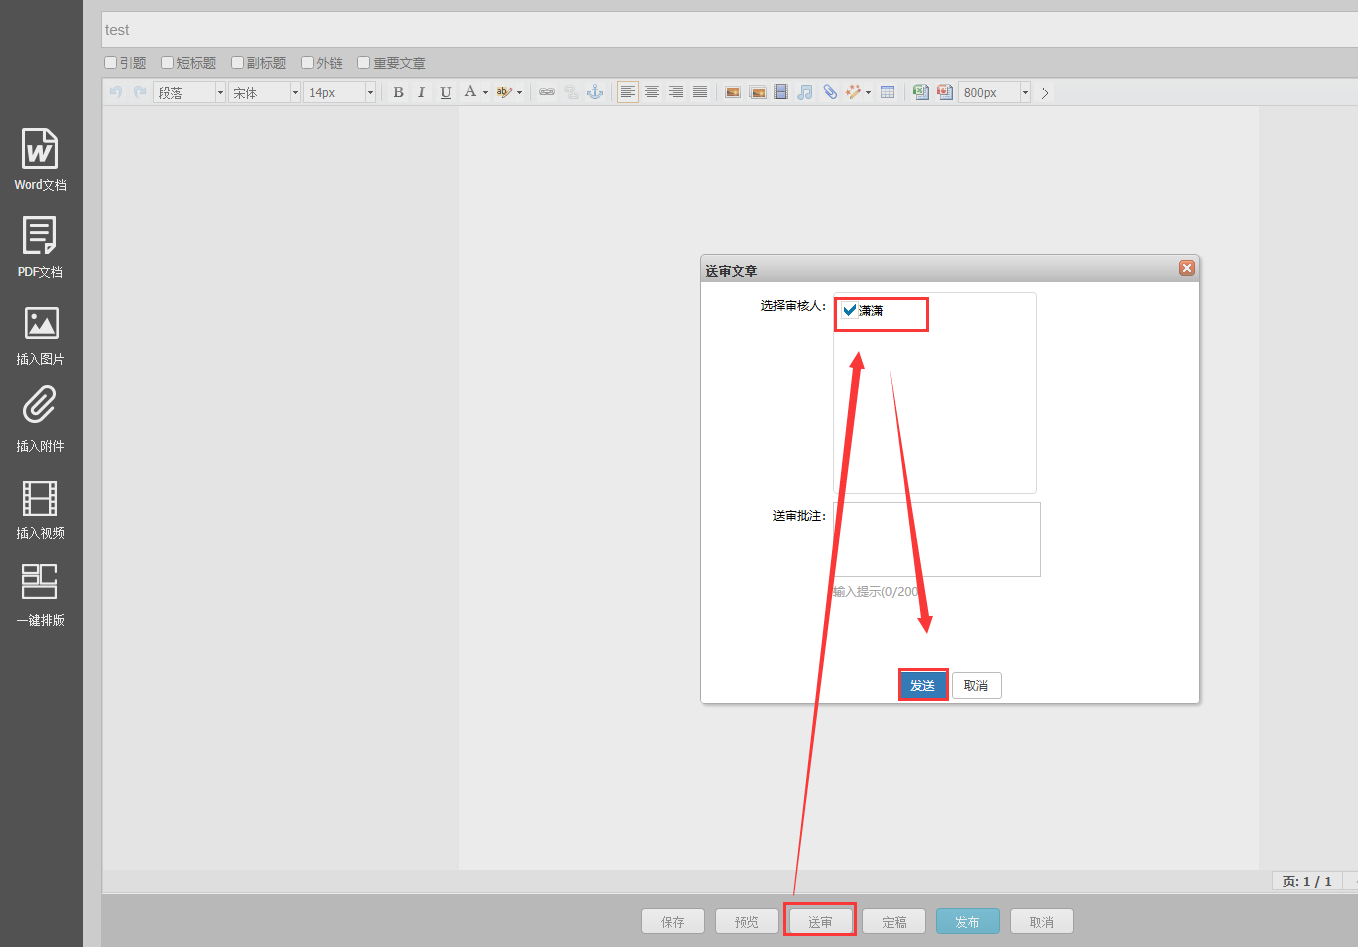 test
引题 短标题 副标题 外链 重要文章
段落 宋体 14px B I U A ab 800px
Word文档
PDF文档
插入图片
插入附件
插入视频
一键排版
送审文章
选择审核人:
潇潇
送审批注:
输入提示(0/200
发送 取消
页: 1 / 1
保存 预览 送审 定稿 发布 取消